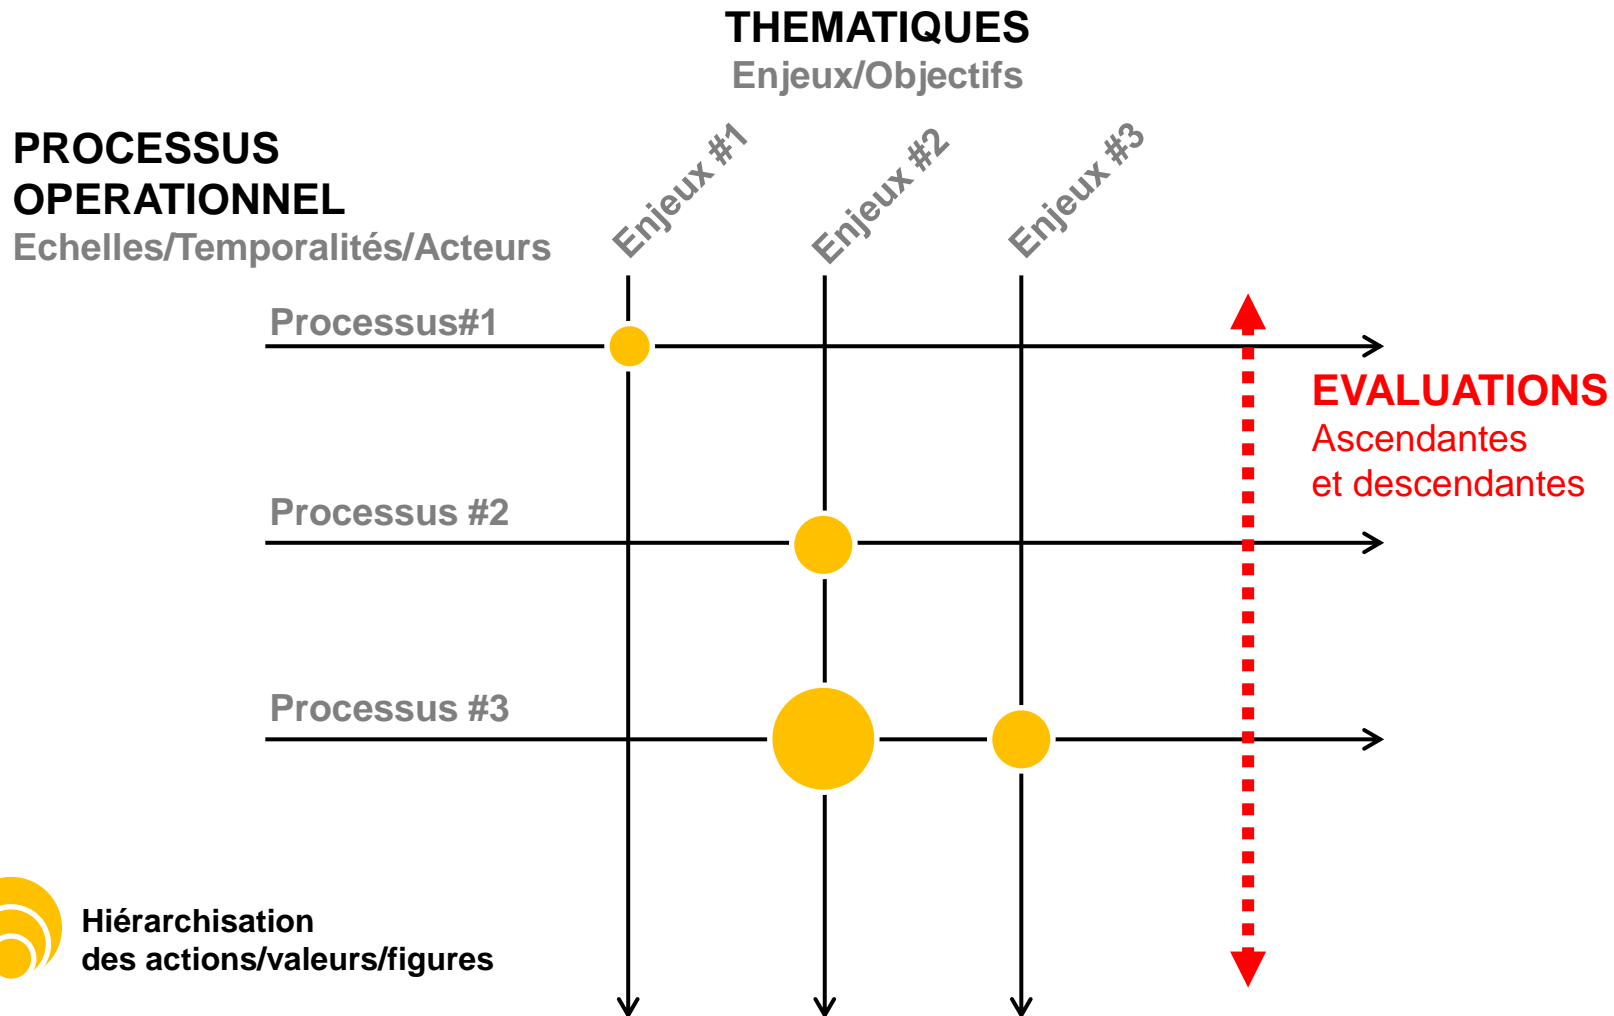 THEMATIQUES
Enjeux/Objectifs
PROCESSUS
OPERATIONNEL
Echelles/Temporalités/Acteurs
Enjeux #1
Enjeux #2
Enjeux #3
Processus#1
EVALUATIONS
Ascendantes
et descendantes
Processus #2
Processus #3
Hiérarchisation
des actions/valeurs/figures